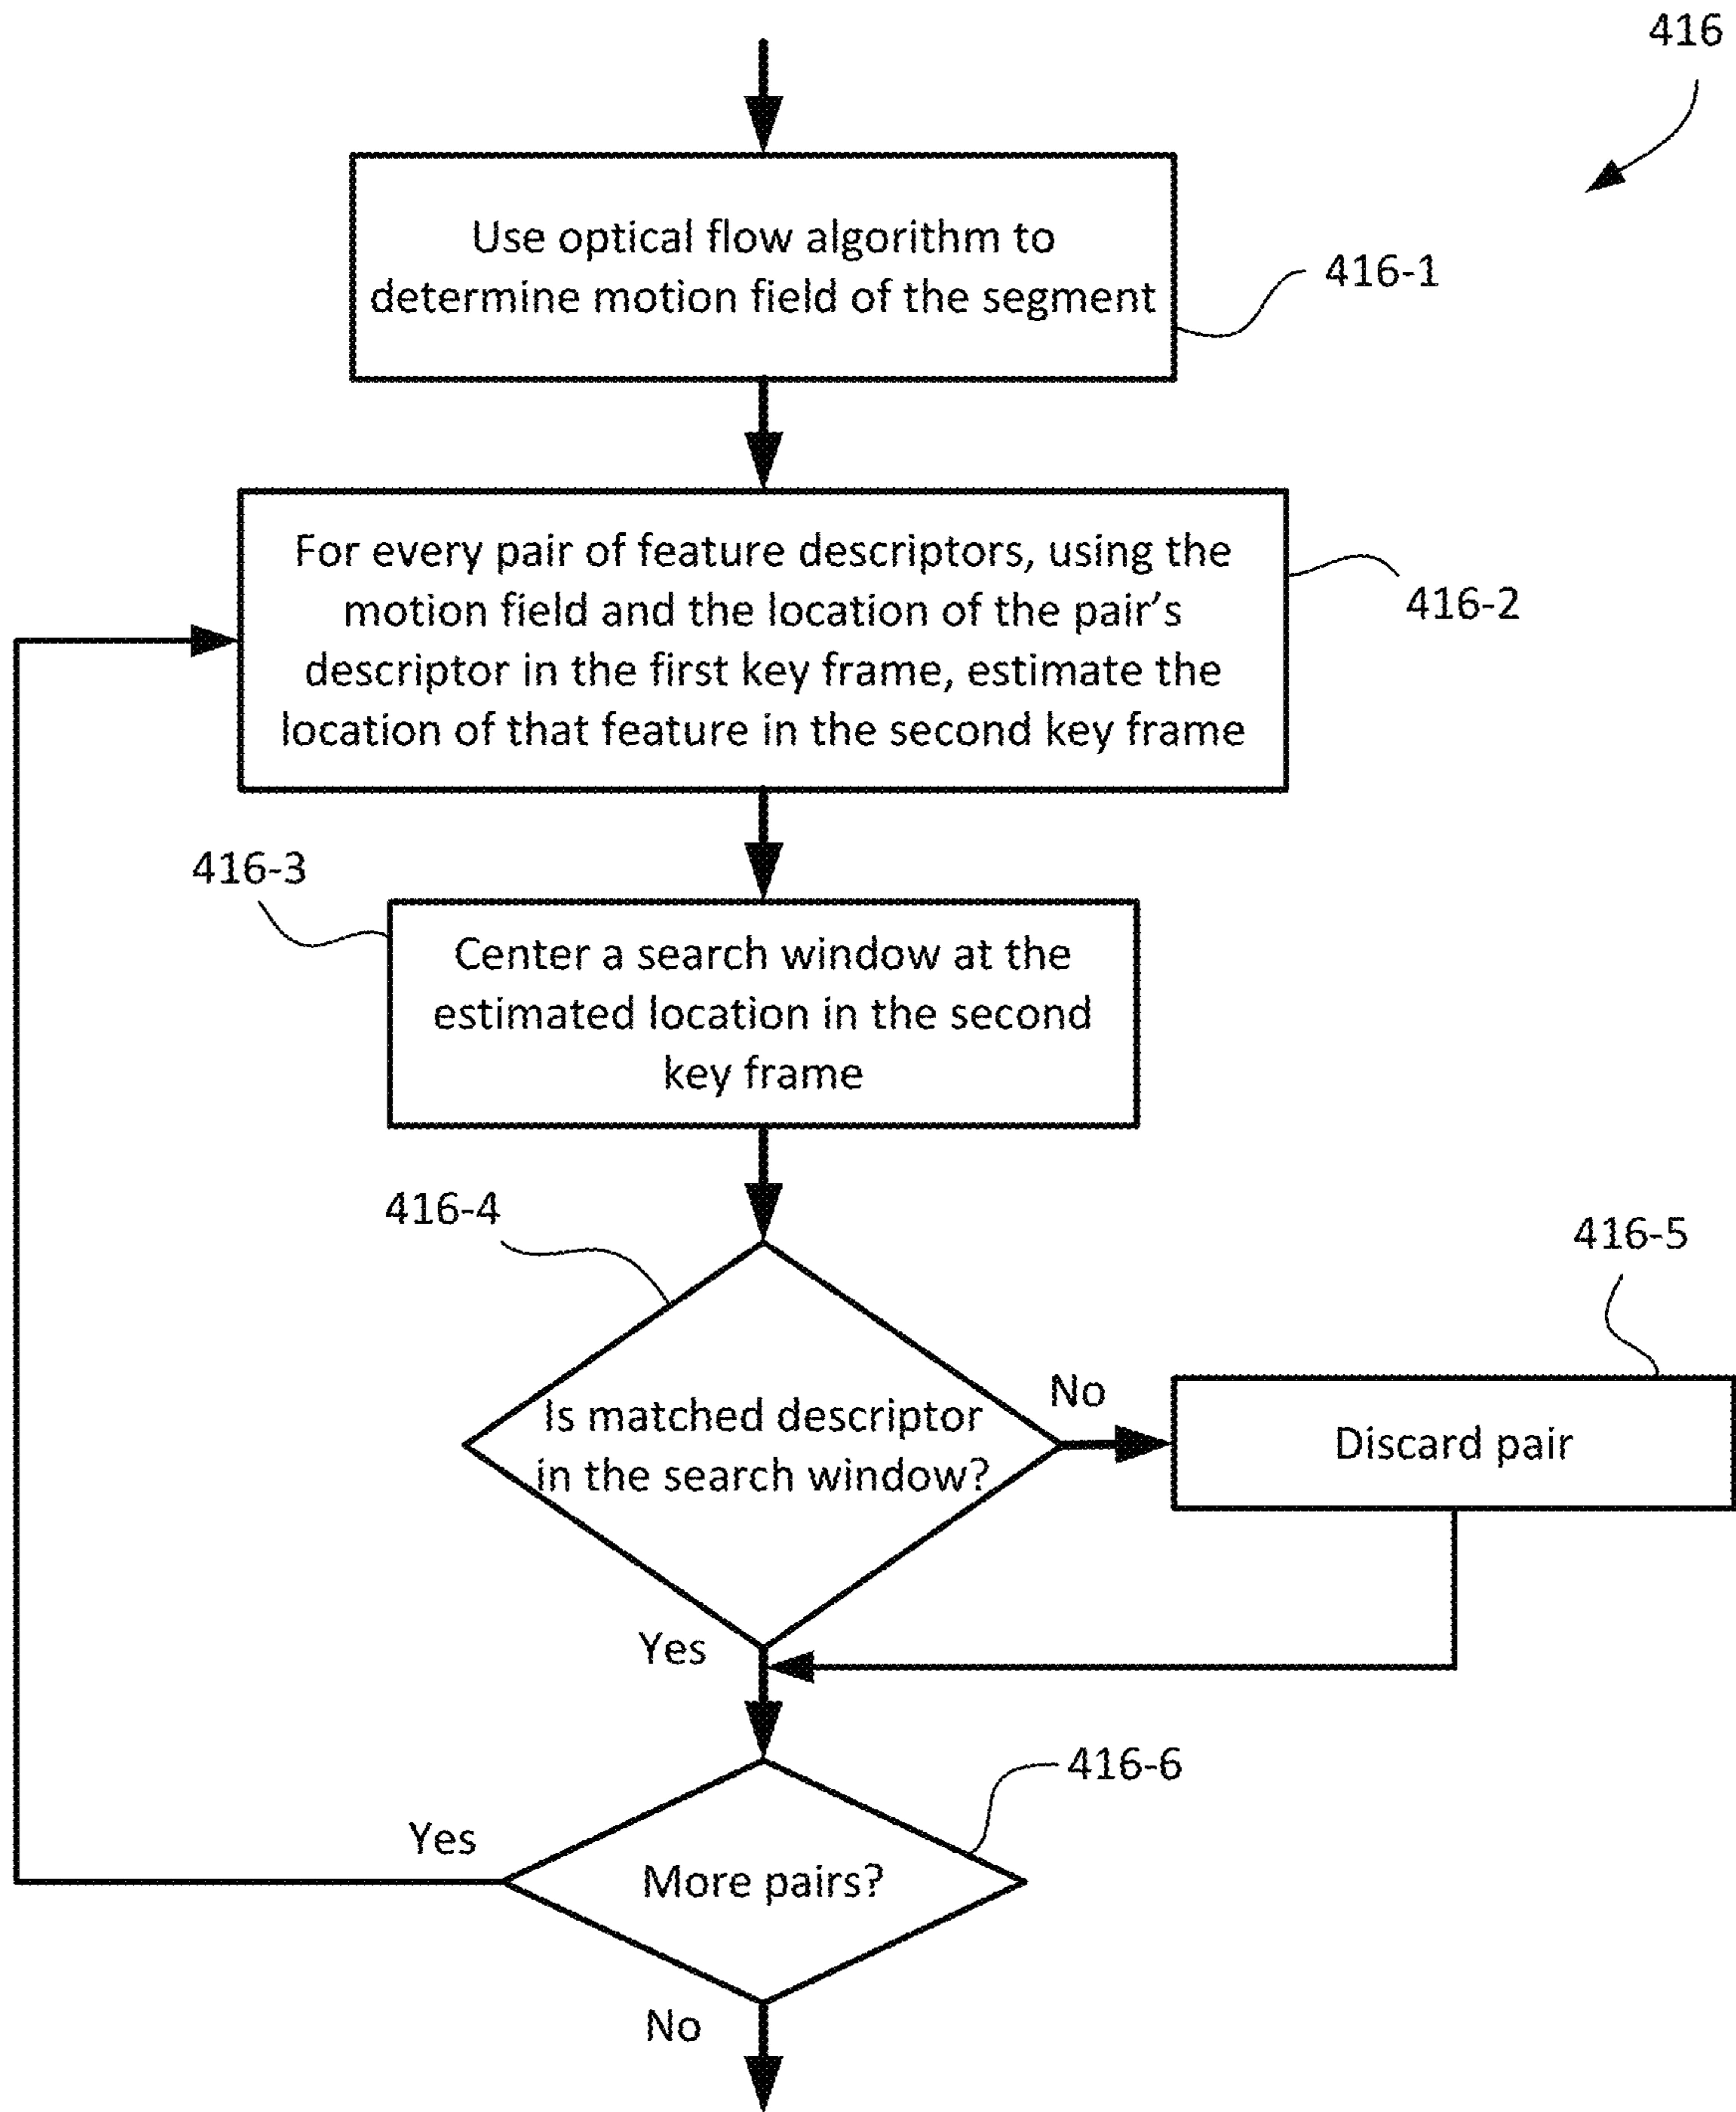 416
Use optical flow algorithm to
determine motion field of the segment
416-1
For every pair of feature descriptors, using the
motion field and the location of the pair's
descriptor in the first key frame, estimate the
location of that feature in the second key frame
416-2
416-3
Center a search window at the
estimated location in the second
key frame
416-4
416-5
Is matched descriptor
in the search window?
No
Discard pair
Yes
416-6
Yes
More pairs?
No